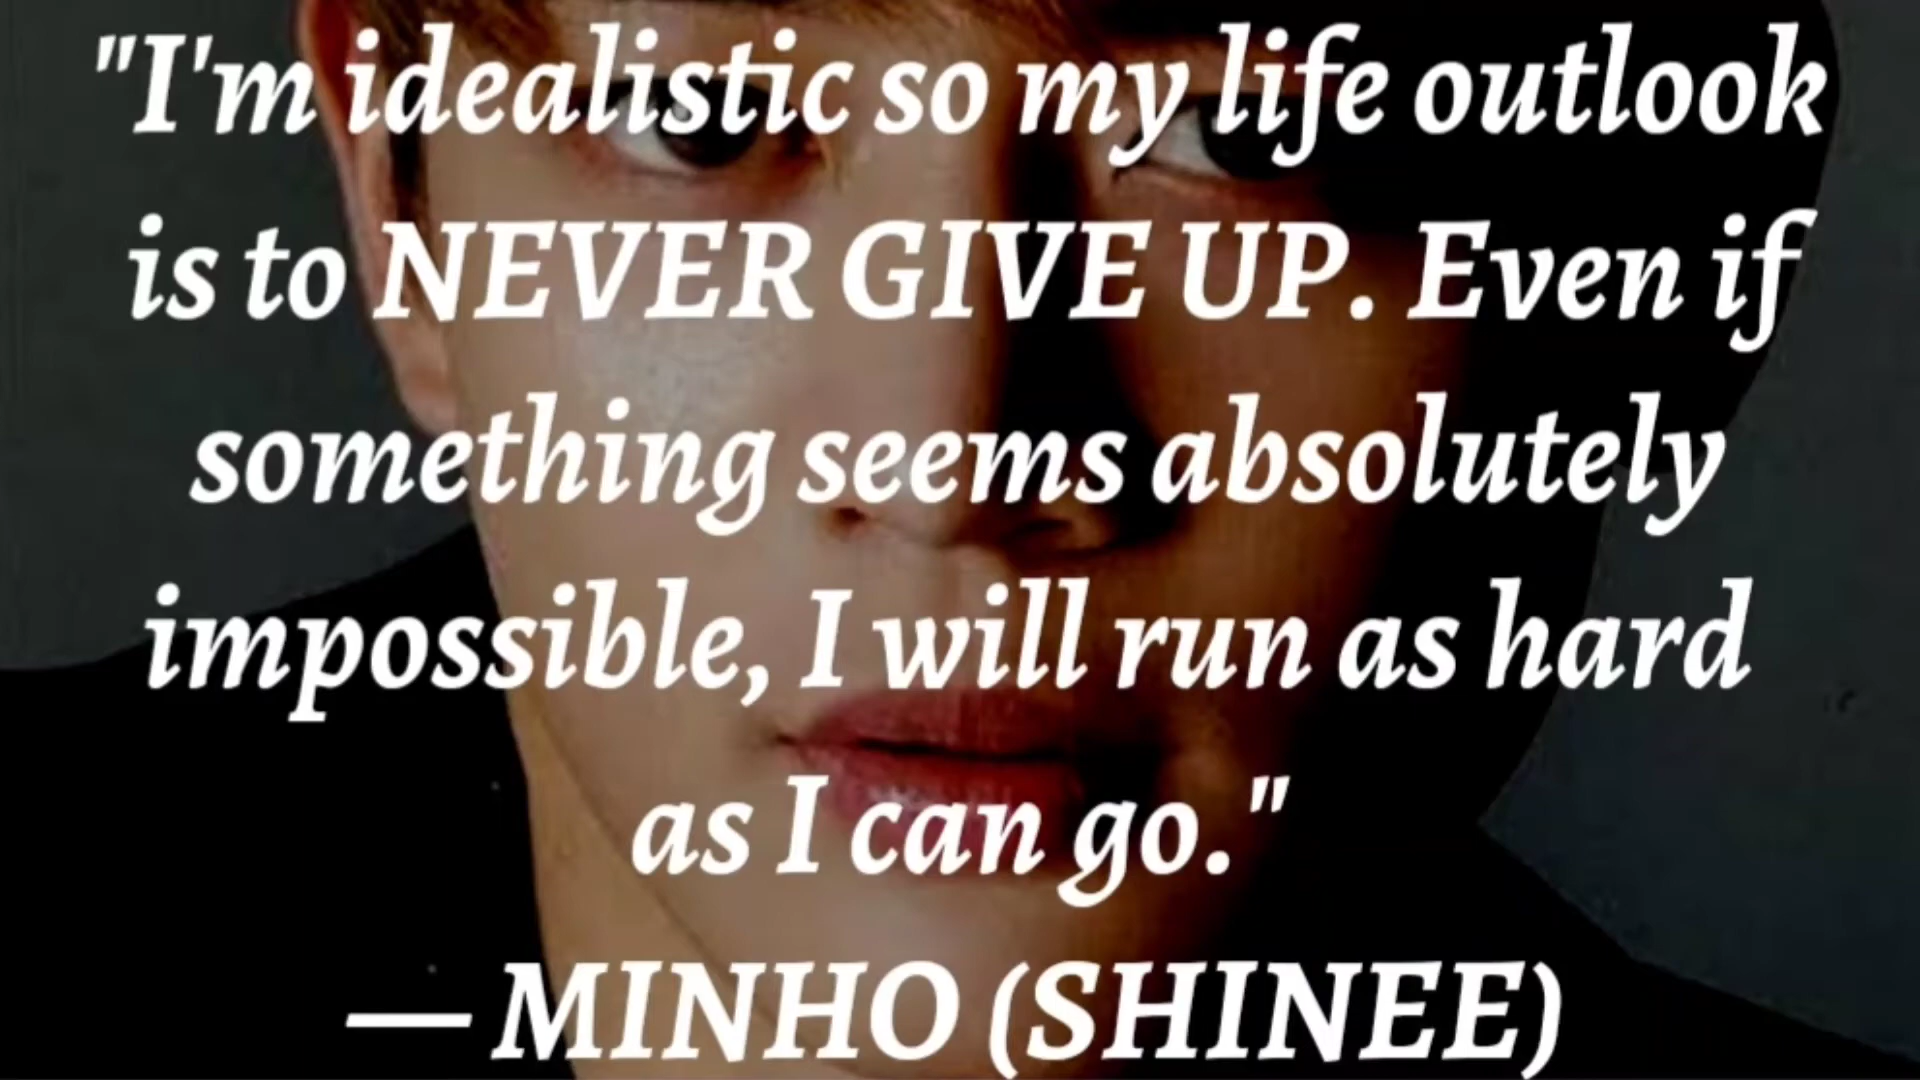 "I'm idealistic so my life outlook
is to NEVER GIVE UP. Even if
something seems absolutely
impossible, I will run as hard
as I can go."
— MINHO (SHINEE)